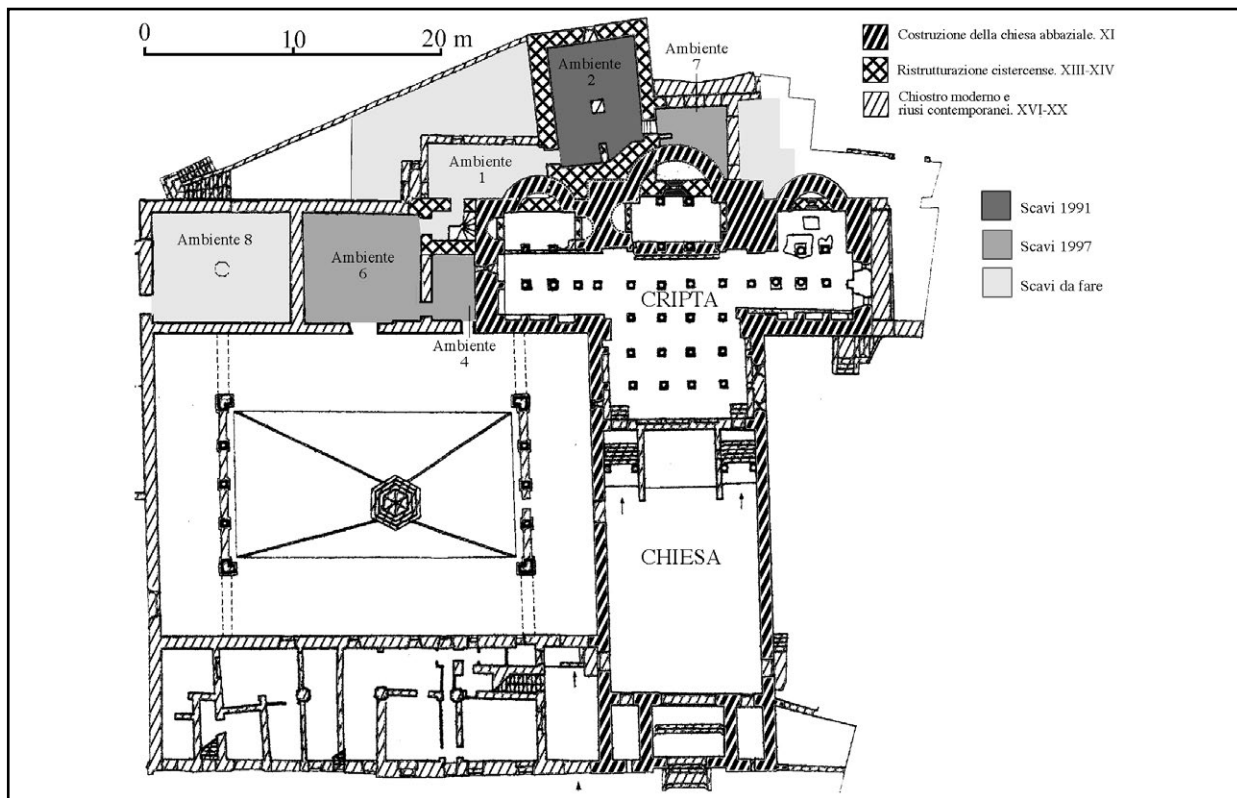 0 10 20 m
Ambiente
2
Ambiente
7
Costruzione della chiesa abbaziale. XI
Ristrutturazione cistercense. XIII-XIV
Chiostro moderno e
riusi contemporanei. XVI-XX
Ambiente
1
Scavi 1991
Scavi 1997
Scavi da fare
Ambiente 8
Ambiente
6
Ambiente
4
CRIPTA
CHIESA